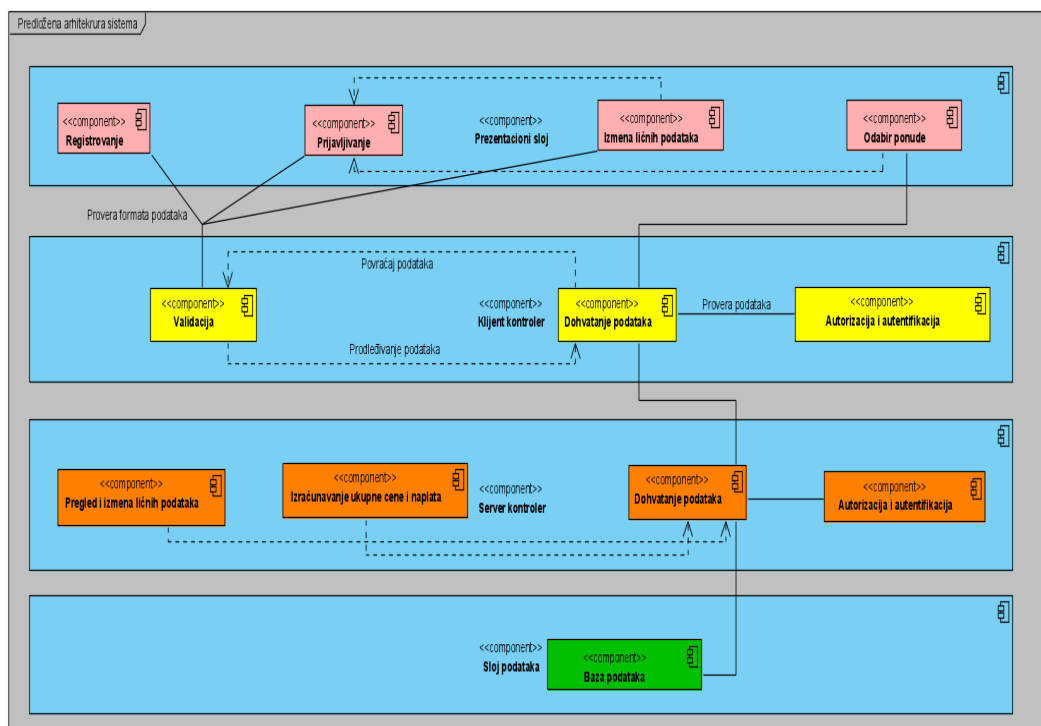 Predložena arhitekrura sistema
<<component>>
Registrovanje
<<component>>
Prijavljivanje
<<component>>
Prezentacioni sloj
<<component>>
Izmena ličnih podataka
<<component>>
Odabir ponude
Provera formata podataka
Povraćaj podataka
<<component>>
Validacija
<<component>>
Klijent kontroler
<<component>>
Dohvatanje podataka
Provera podataka
<<component>>
Autorizacija i autentifikacija
Prodleđivanje podataka
<<component>>
Pregled i izmena ličnih podataka
<<component>>
Izračunavanje ukupne cene i naplata
<<component>>
Server kontroler
<<component>>
Dohvatanje podataka
<<component>>
Autorizacija i autentifikacija
<<component>>
Sloj podataka
<<component>>
Baza podataka